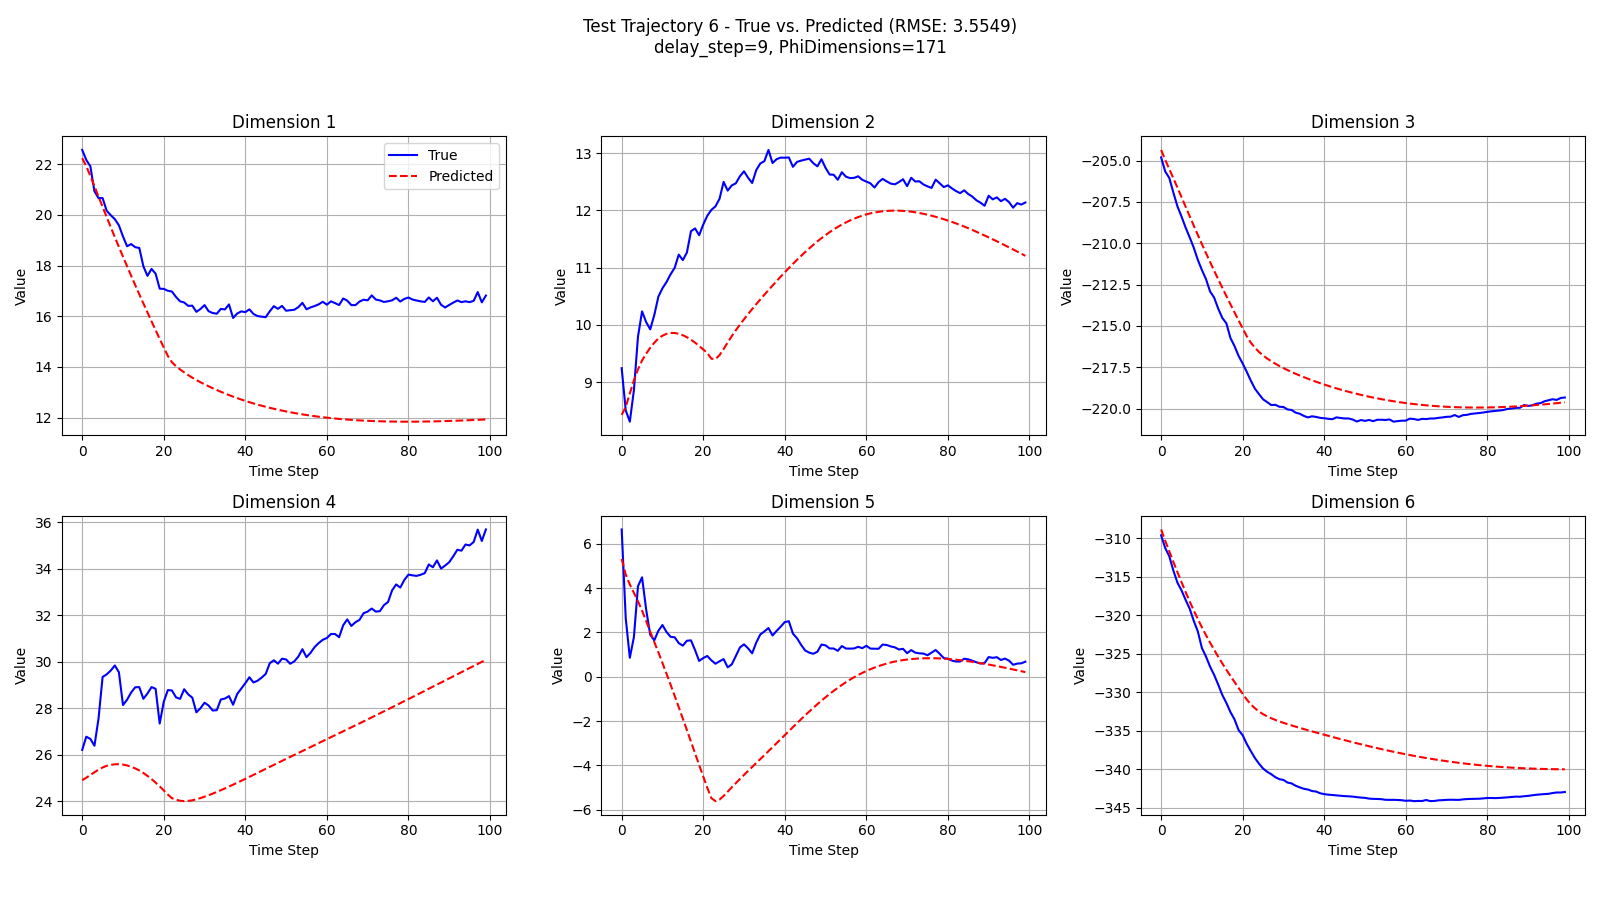 Test Trajectory 6 - True vs. Predicted (RMSE: 3.5549)
delay_step=9, PhiDimensions=171
Dimension 1
Value
22
20
18
16
14
12
0 20 40 60 80 100
Time Step
True
Predicted
Dimension 2
Value
13
12
11
10
9
0 20 40 60 80 100
Time Step
Dimension 3
Value
−205.0
−207.5
−210.0
−212.5
−215.0
−217.5
−220.0
0 20 40 60 80 100
Time Step
Dimension 4
Value
36
34
32
30
28
26
24
0 20 40 60 80 100
Time Step
Dimension 5
Value
6
4
2
0
−2
−4
−6
0 20 40 60 80 100
Time Step
Dimension 6
Value
−310
−315
−320
−325
−330
−335
−340
−345
0 20 40 60 80 100
Time Step